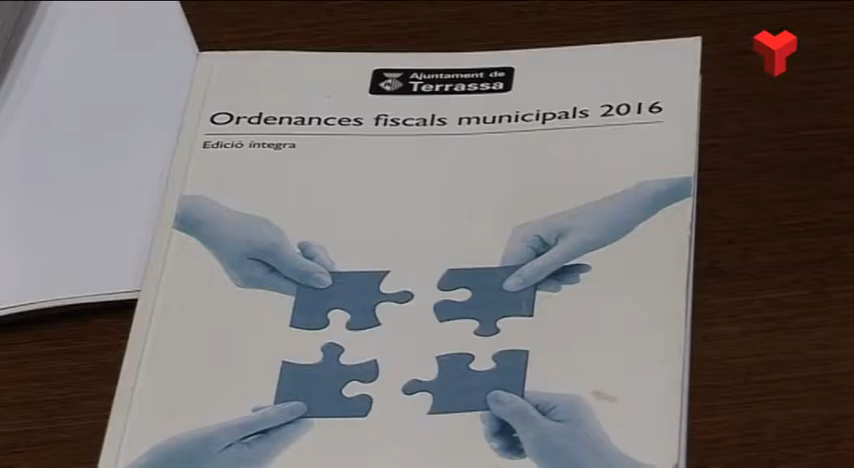 Ajuntament de
Terrassa
Ordenances fiscals municipals 2016
Edició íntegra